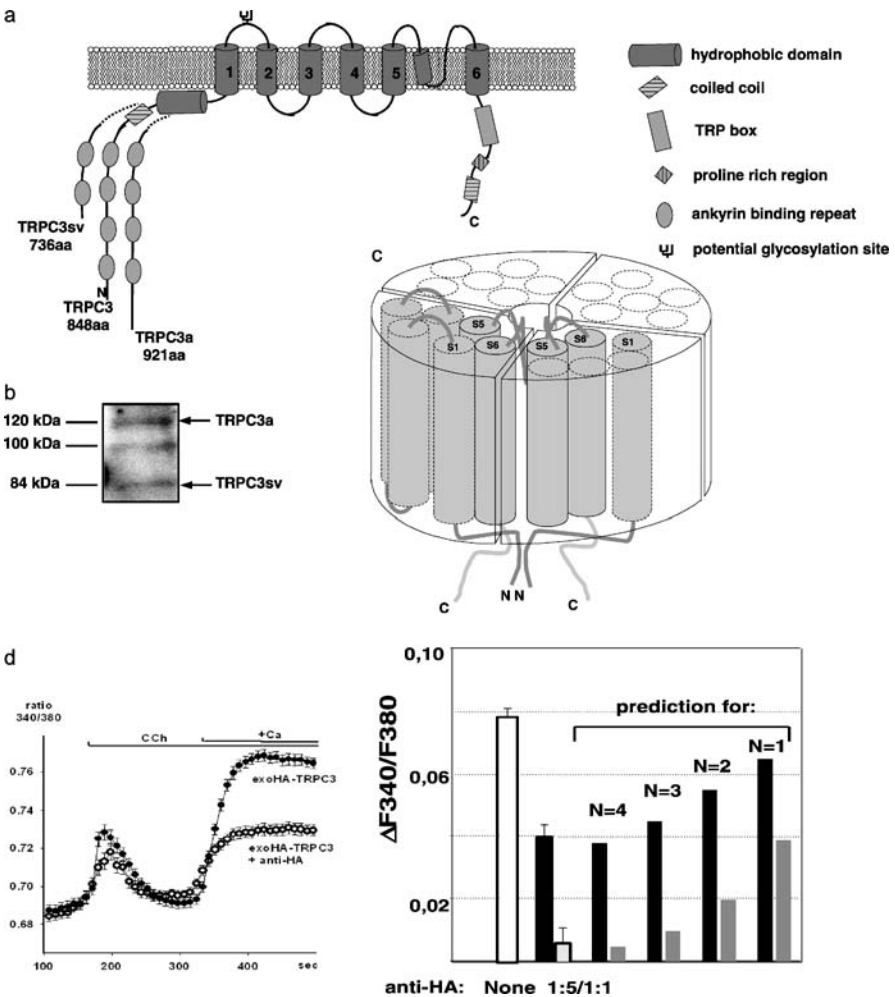 a
1
2
3
4
5
6
hydrophobic domain
coiled coil
TRP box
proline rich region
ankyrin binding repeat
potential glycosylation site
TRPC3sv
736aa
N
TRPC3
848aa
TRPC3a
921aa
C
C
S5
S1
S6
S5
S6
S1
N N
C
C
b
120 kDa
100 kDa
84 kDa
TRPC3a
TRPC3sv
d
ratio
340/380
CCh
+Ca
0.76
0.72
0.70
0.68
exoHA-TRPC3
exoHA-TRPC3
+ anti-HA
100
200
300
400
sec
0,10
0,06
0,02
ΔF340/F380
prediction for:
N=4
N=3
N=2
N=1
anti-HA: None 1:5/1:1